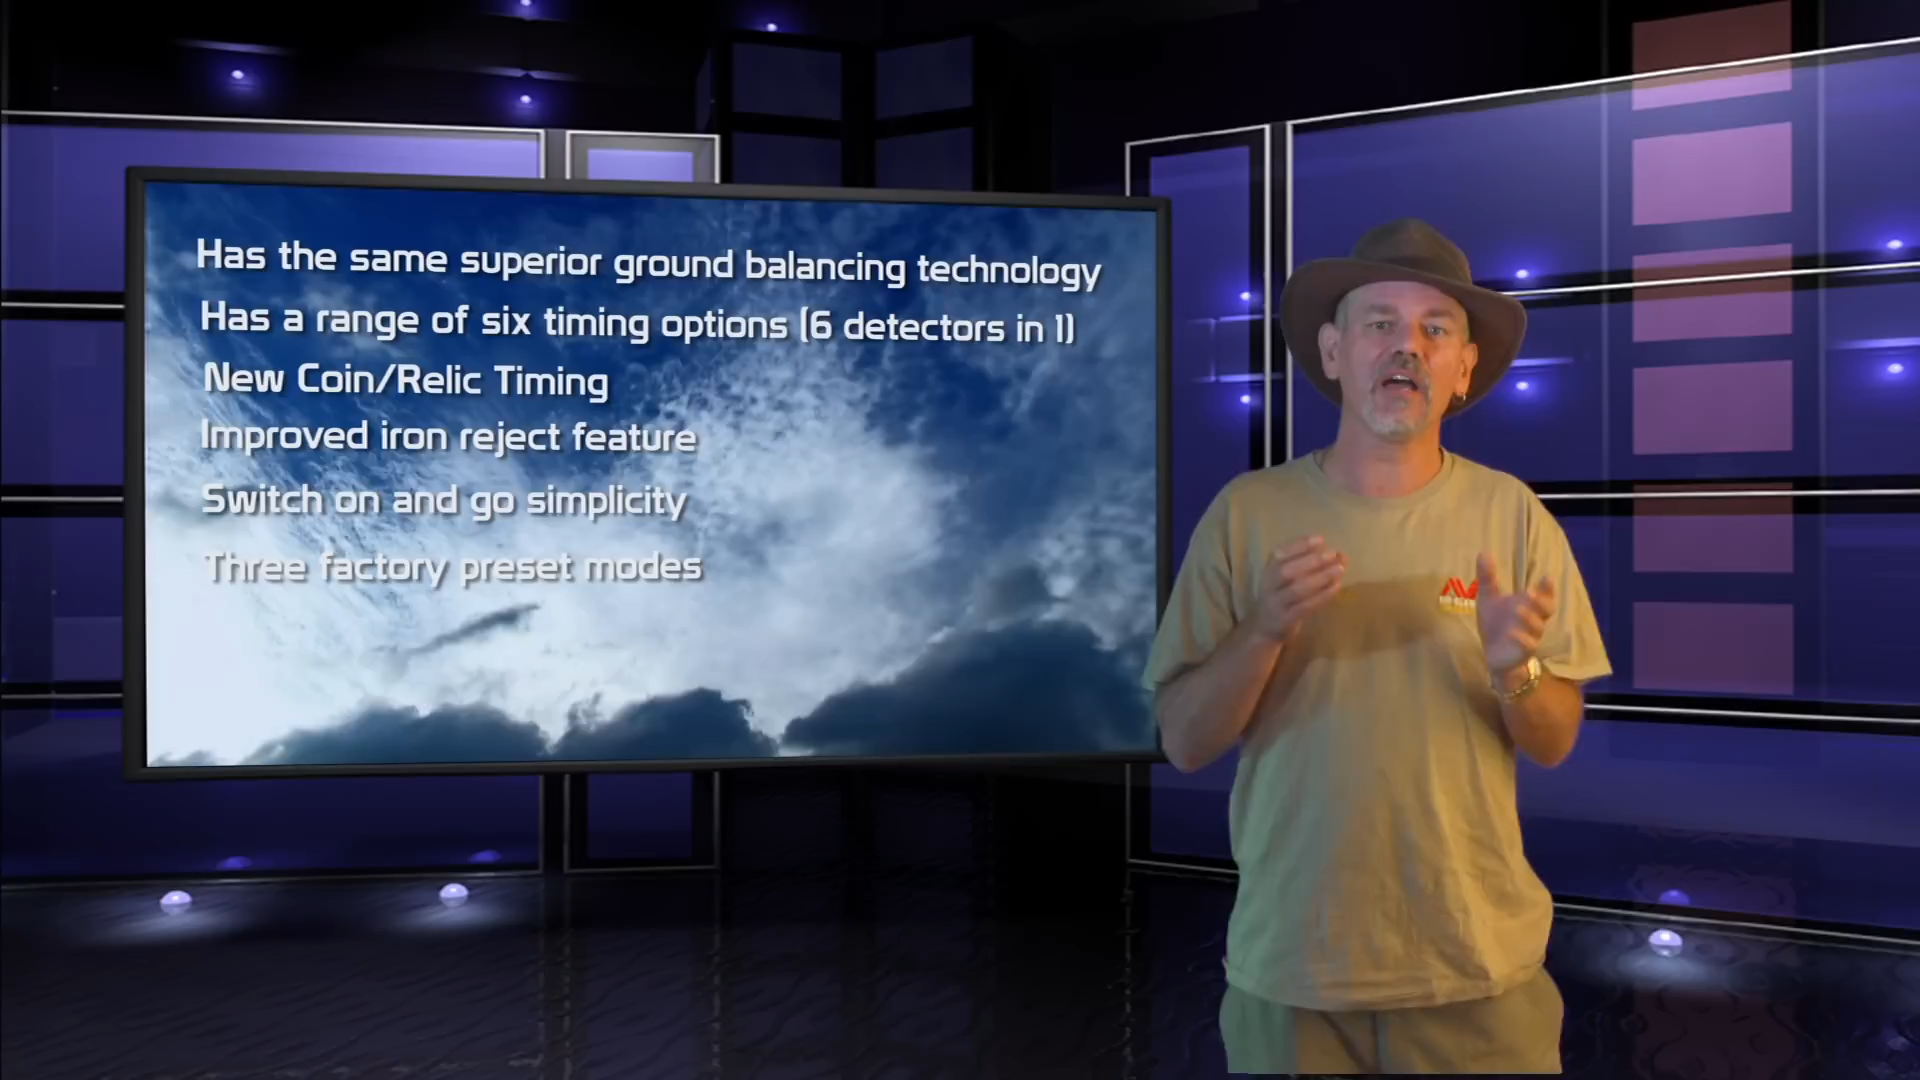 Has the same superior ground balancing technology
Has a range of six timing options (6 detectors in 1)
New Coin/Relic Timing
Improved iron reject feature
Switch on and go simplicity
Three factory preset modes